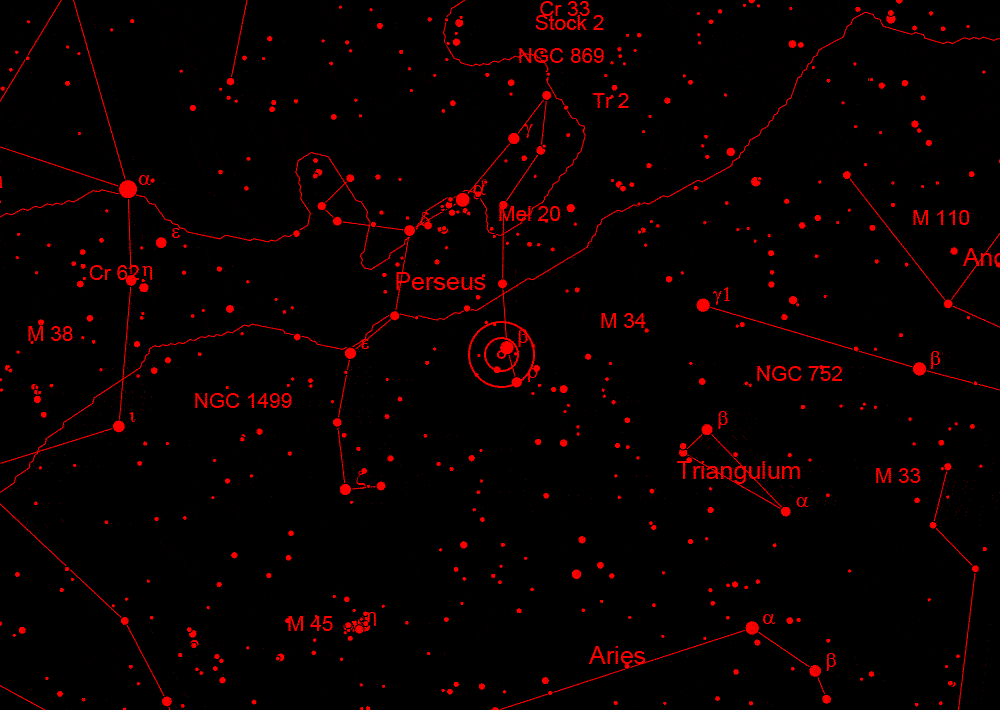 Cr 33
Stock 2
NGC 869
Tr 2
γ
α
ε
α
Mel 20
M 110
And
Cr 62 η
Perseus
γ1
M 38
M 34
β
ε
β
ρ
NGC 752
NGC 1499
ι
β
Triangulum
M 33
ζ
α
M 45 η
α
Aries
β